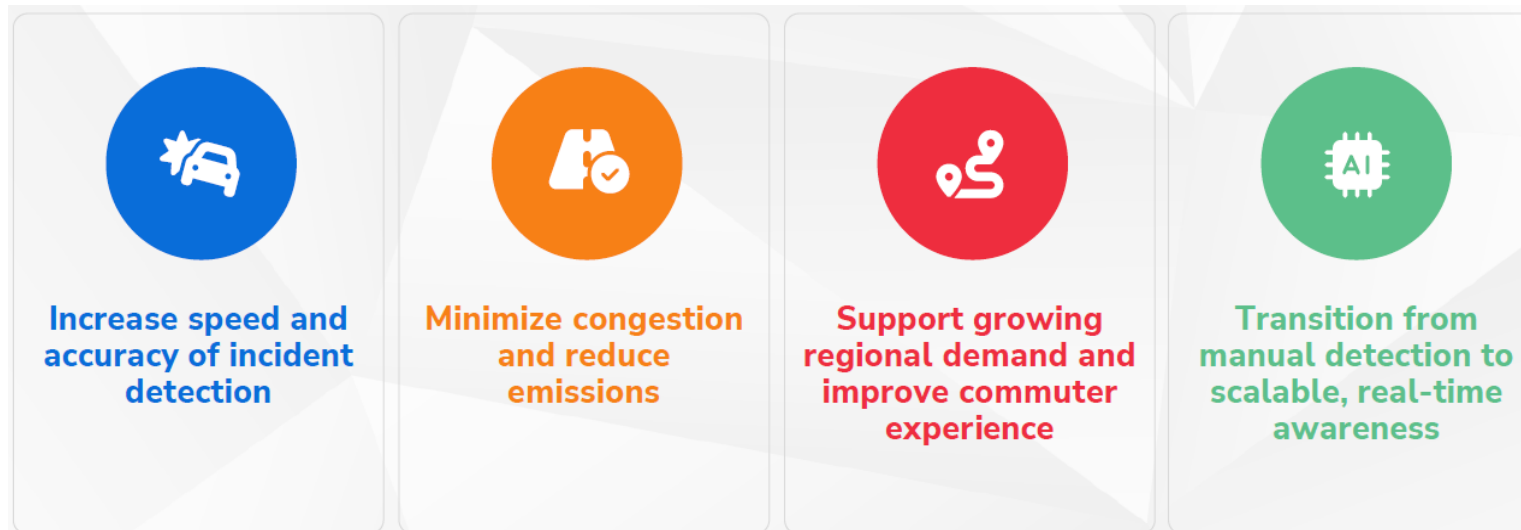 Increase speed and
accuracy of incident
detection
Minimize congestion
and reduce
emissions
Support growing
regional demand and
improve commuter
experience
AI
Transition from
manual detection to
scalable, real-time
awareness